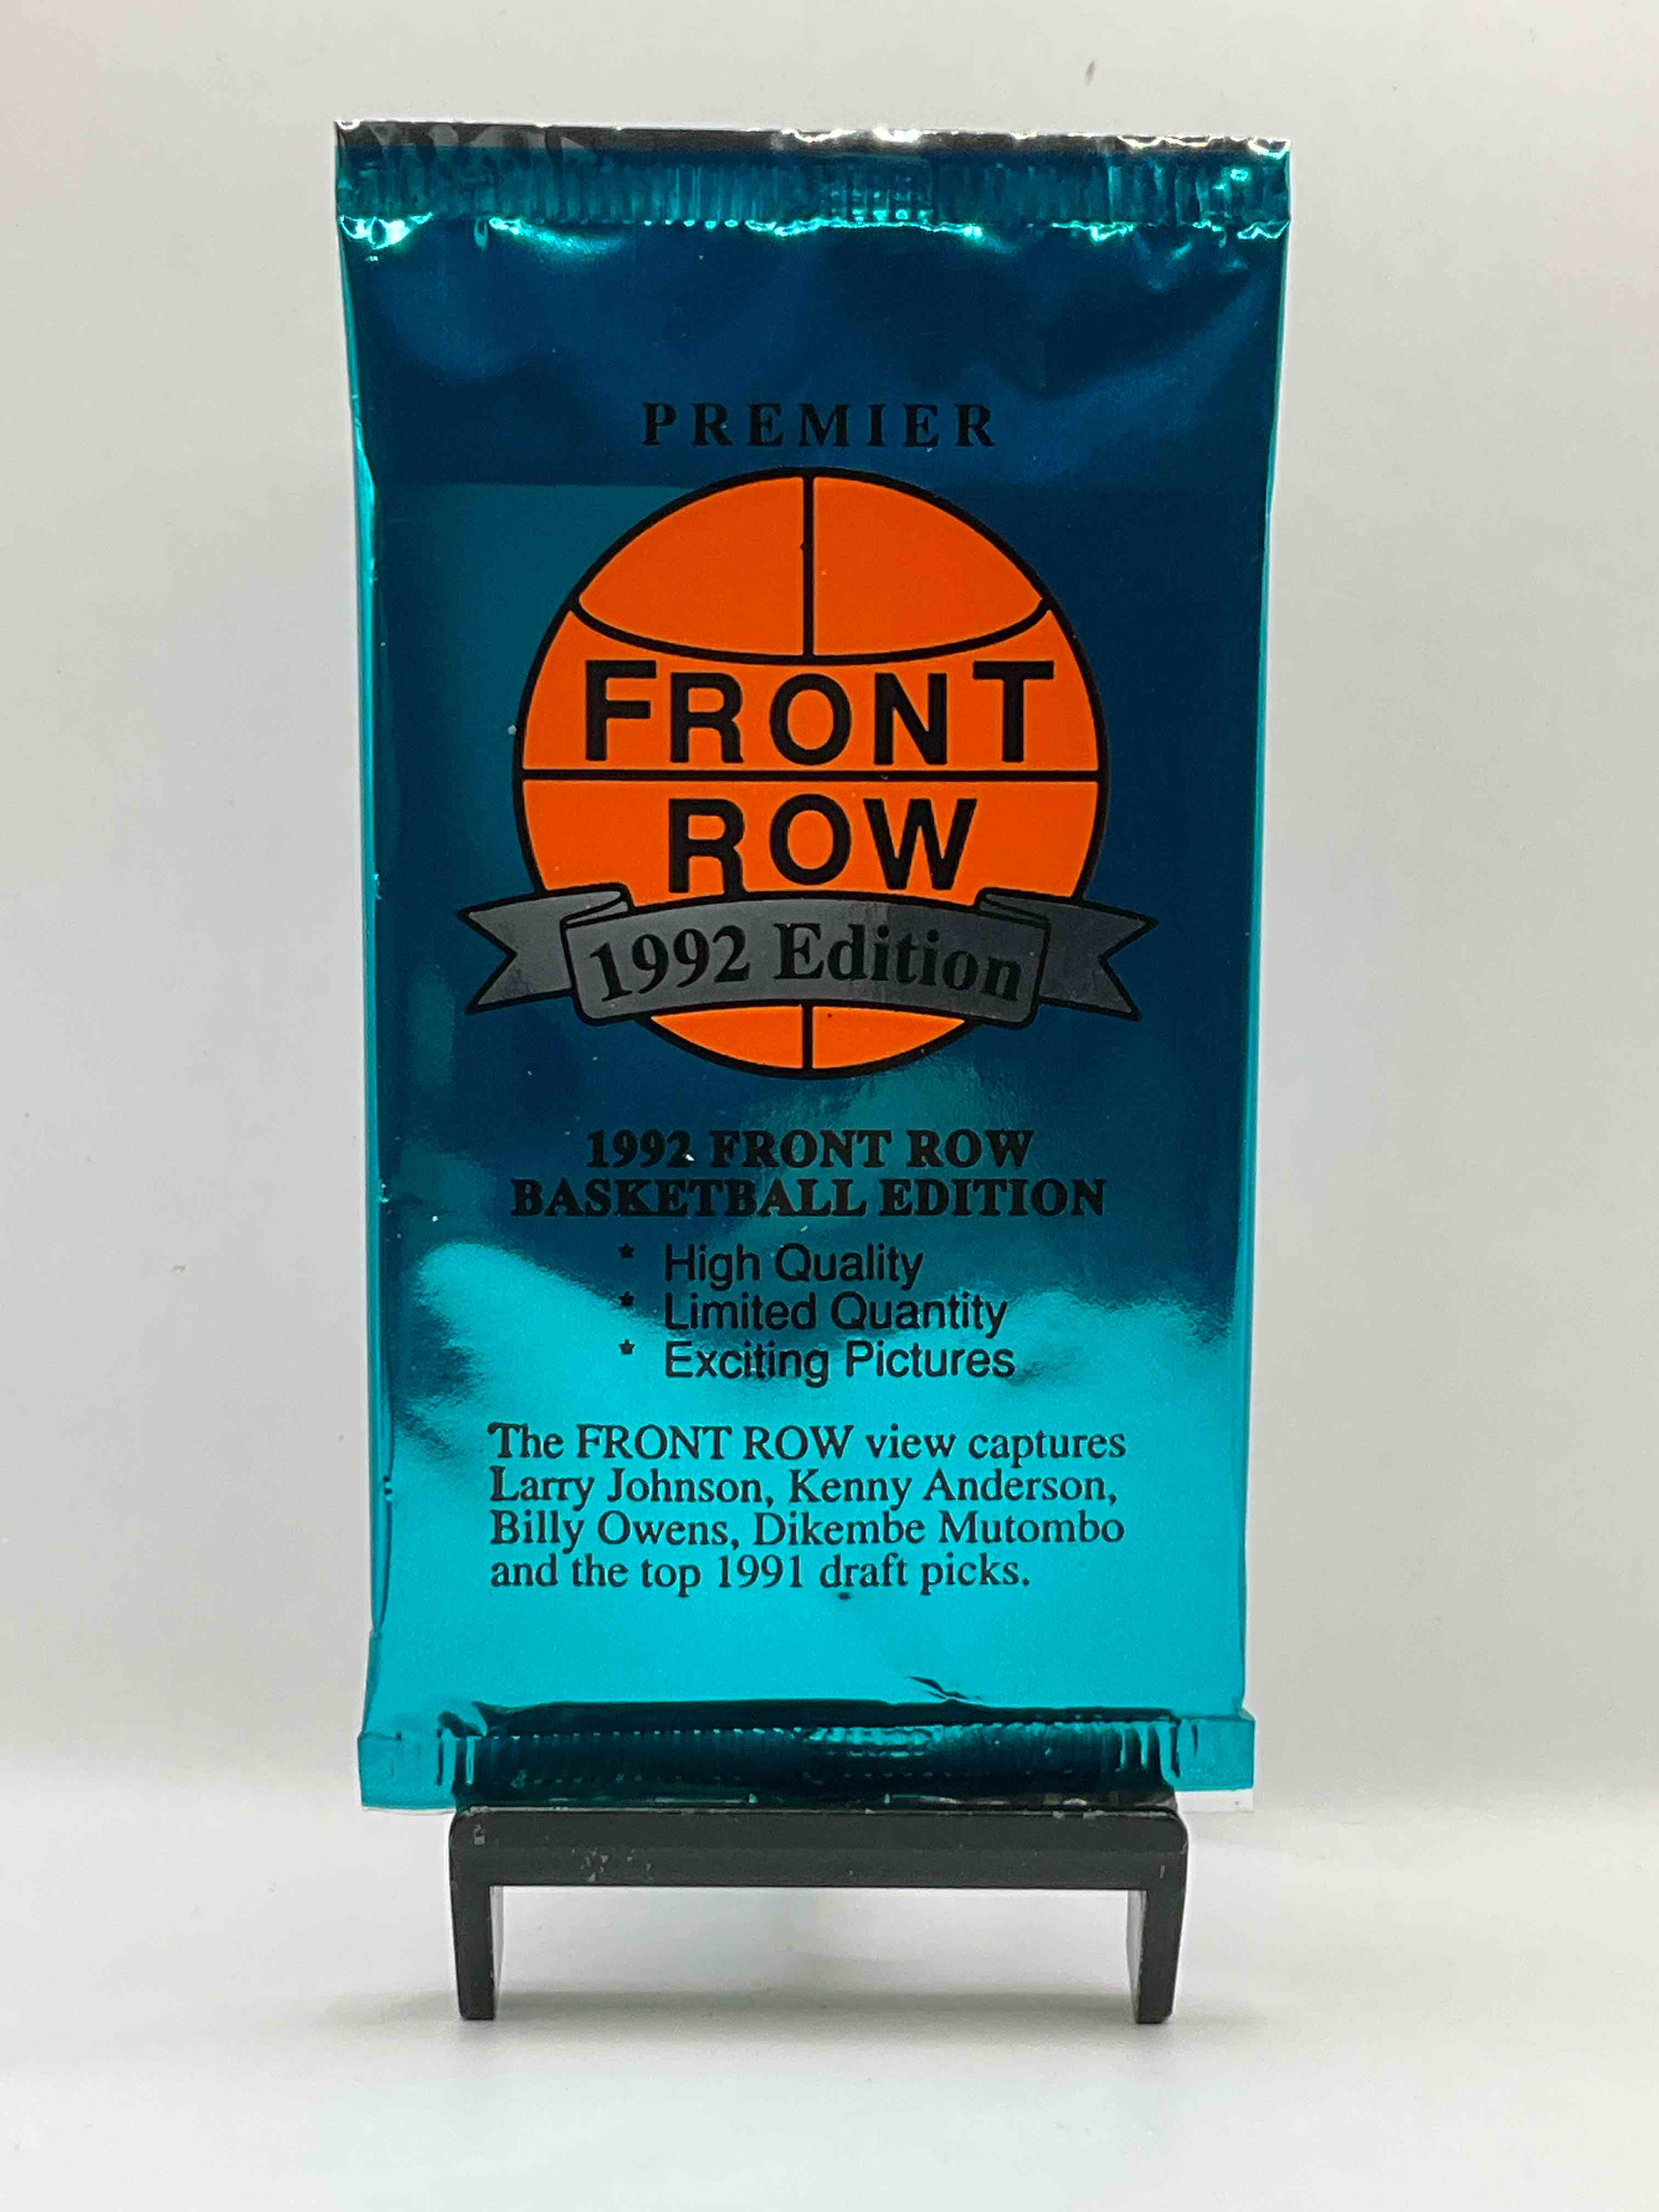 PREMIER
FRONT
ROW
1992 Edition
1992 FRONT ROW
BASKETBALL EDITION
* High Quality
* Limited Quantity
* Exciting Pictures
The FRONT ROW view captures
Larry Johnson, Kenny Anderson,
Billy Owens, Dikembe Mutombo
and the top 1991 draft picks.